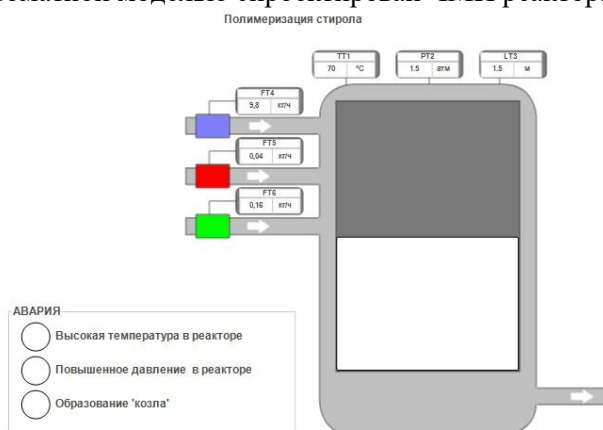 Полимеризация стирола
TT1
70 °C
PT2
1.5 атм
LT3
1.5 м
FT4
9,8 кг/ч
FT5
0,04 кг/ч
FT6
0,16 кг/ч
АВАРИЯ
Высокая температура в реакторе
Повышенное давление в реакторе
Образование "козла"